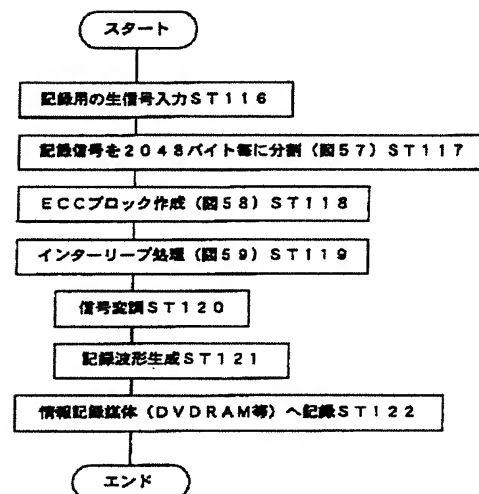 スタート
記録用の生信号入力ST116
記録信号を2048バイト毎に分割(図57)ST117
ECCブロック作成(図58)ST118
インターリーブ処理(図59)ST119
信号変調ST120
記録波形生成ST121
情報記録媒体(DVDRAM等)へ記録ST122
エンド